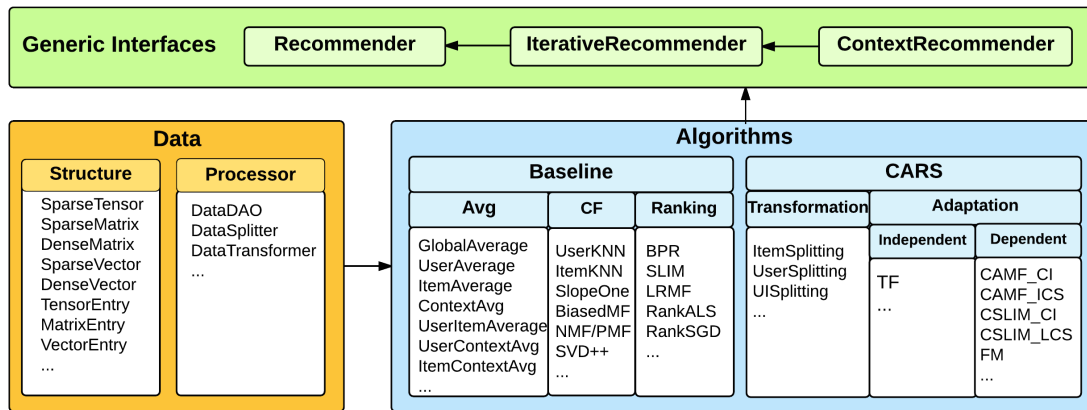 Generic Interfaces
Recommender
IterativeRecommender
ContextRecommender
Data
Structure
SparseTensor
SparseMatrix
DenseMatrix
SparseVector
DenseVector
TensorEntry
MatrixEntry
VectorEntry
...
Processor
DataDAO
DataSplitter
DataTransformer
...
Algorithms
Baseline
Avg
GlobalAverage
UserAverage
ItemAverage
ContextAvg
UserItemAverage
UserContextAvg
ItemContextAvg
...
CF
UserKNN
ItemKNN
SlopeOne
BiasedMF
NMF/PMF
SVD++
...
Ranking
BPR
SLIM
LRMF
RankALS
RankSGD
...
CARS
Transformation
ItemSplitting
UserSplitting
UISplitting
...
Adaptation
Independent
TF
...
Dependent
CAMF_CI
CAMF_ICS
CSLIM_CI
CSLIM_LCS
FM
...